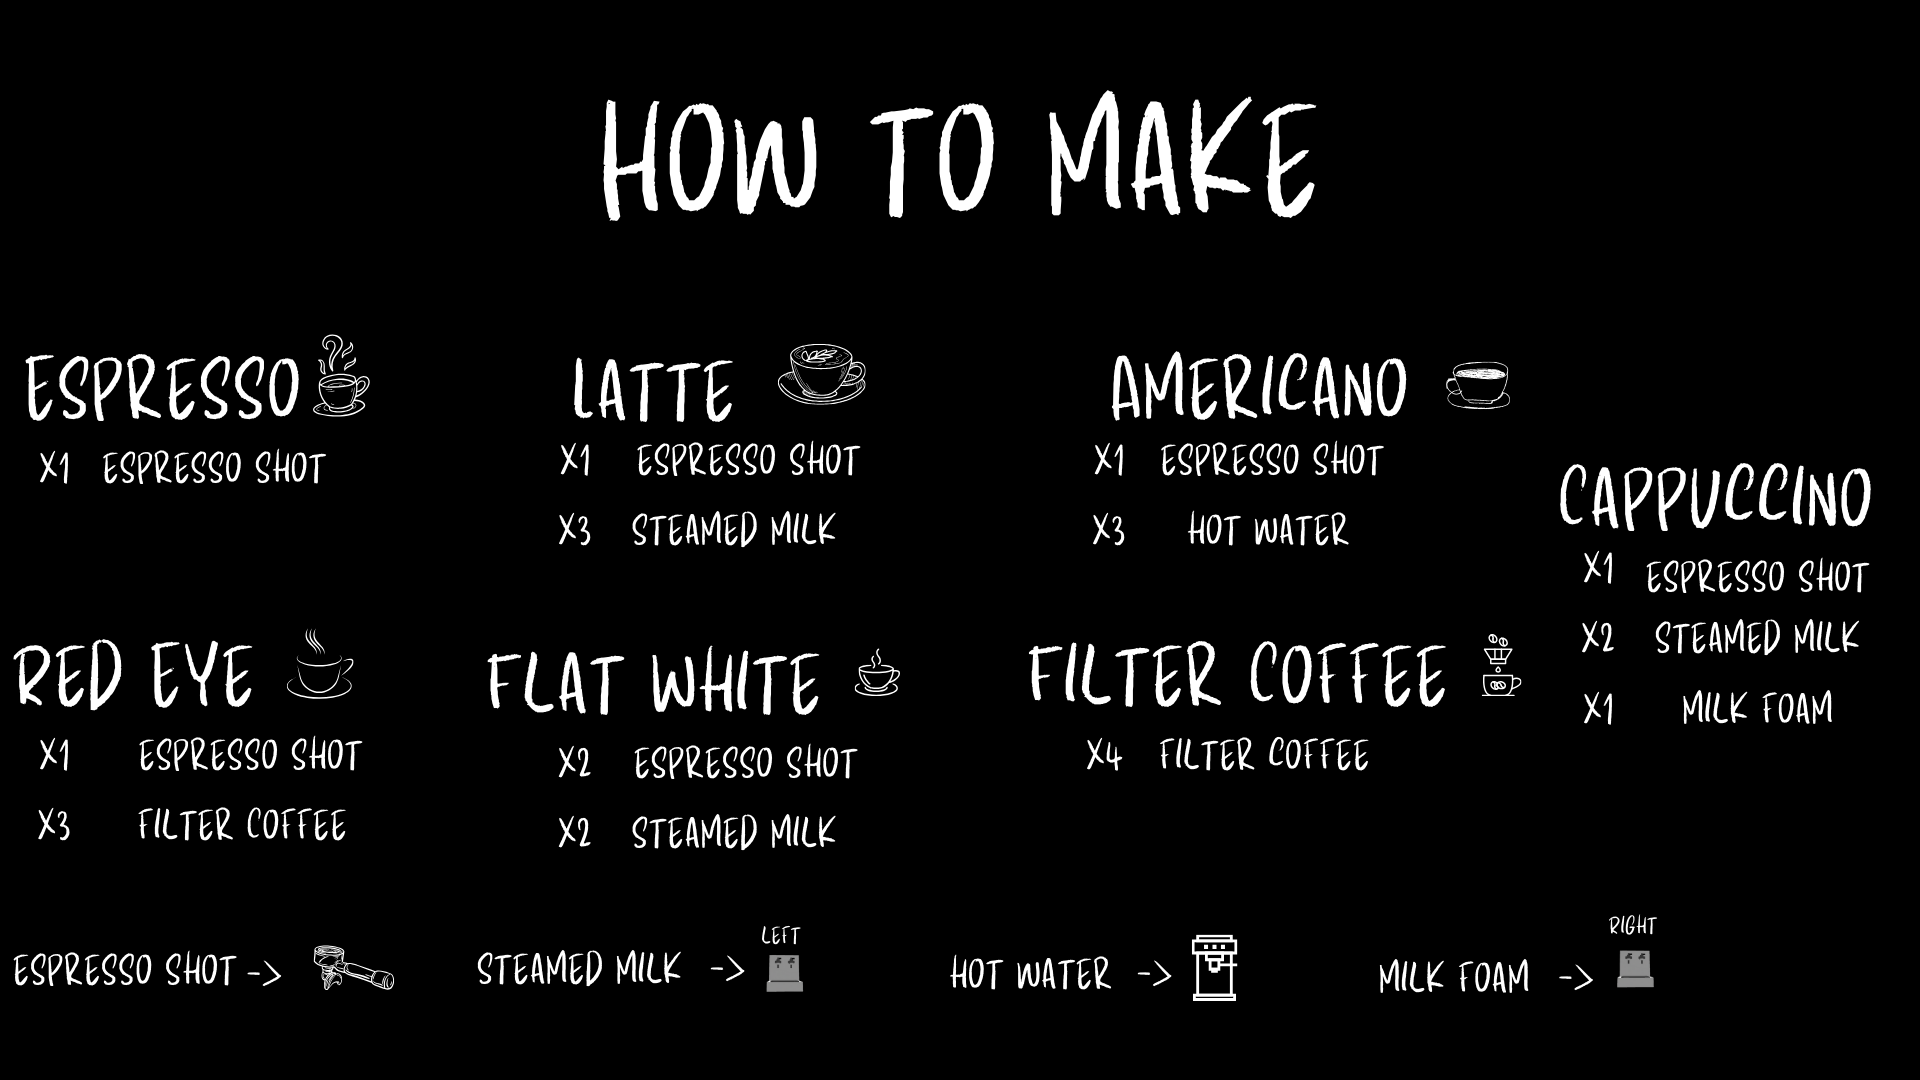 HOW TO MAKE
ESPRESSO
X1 ESPRESSO SHOT
LATTE
X1 ESPRESSO SHOT
X3 STEAMED MILK
AMERICANO
X1 ESPRESSO SHOT
X3 HOT WATER
CAPPUCCINO
X1 ESPRESSO SHOT
X2 STEAMED MILK
X1 MILK FOAM
RED EYE
X1 ESPRESSO SHOT
X3 FILTER COFFEE
FLAT WHITE
X2 ESPRESSO SHOT
X2 STEAMED MILK
FILTER COFFEE
X4 FILTER COFFEE
ESPRESSO SHOT ->
STEAMED MILK ->
LEFT
HOT WATER ->
MILK FOAM ->
RIGHT